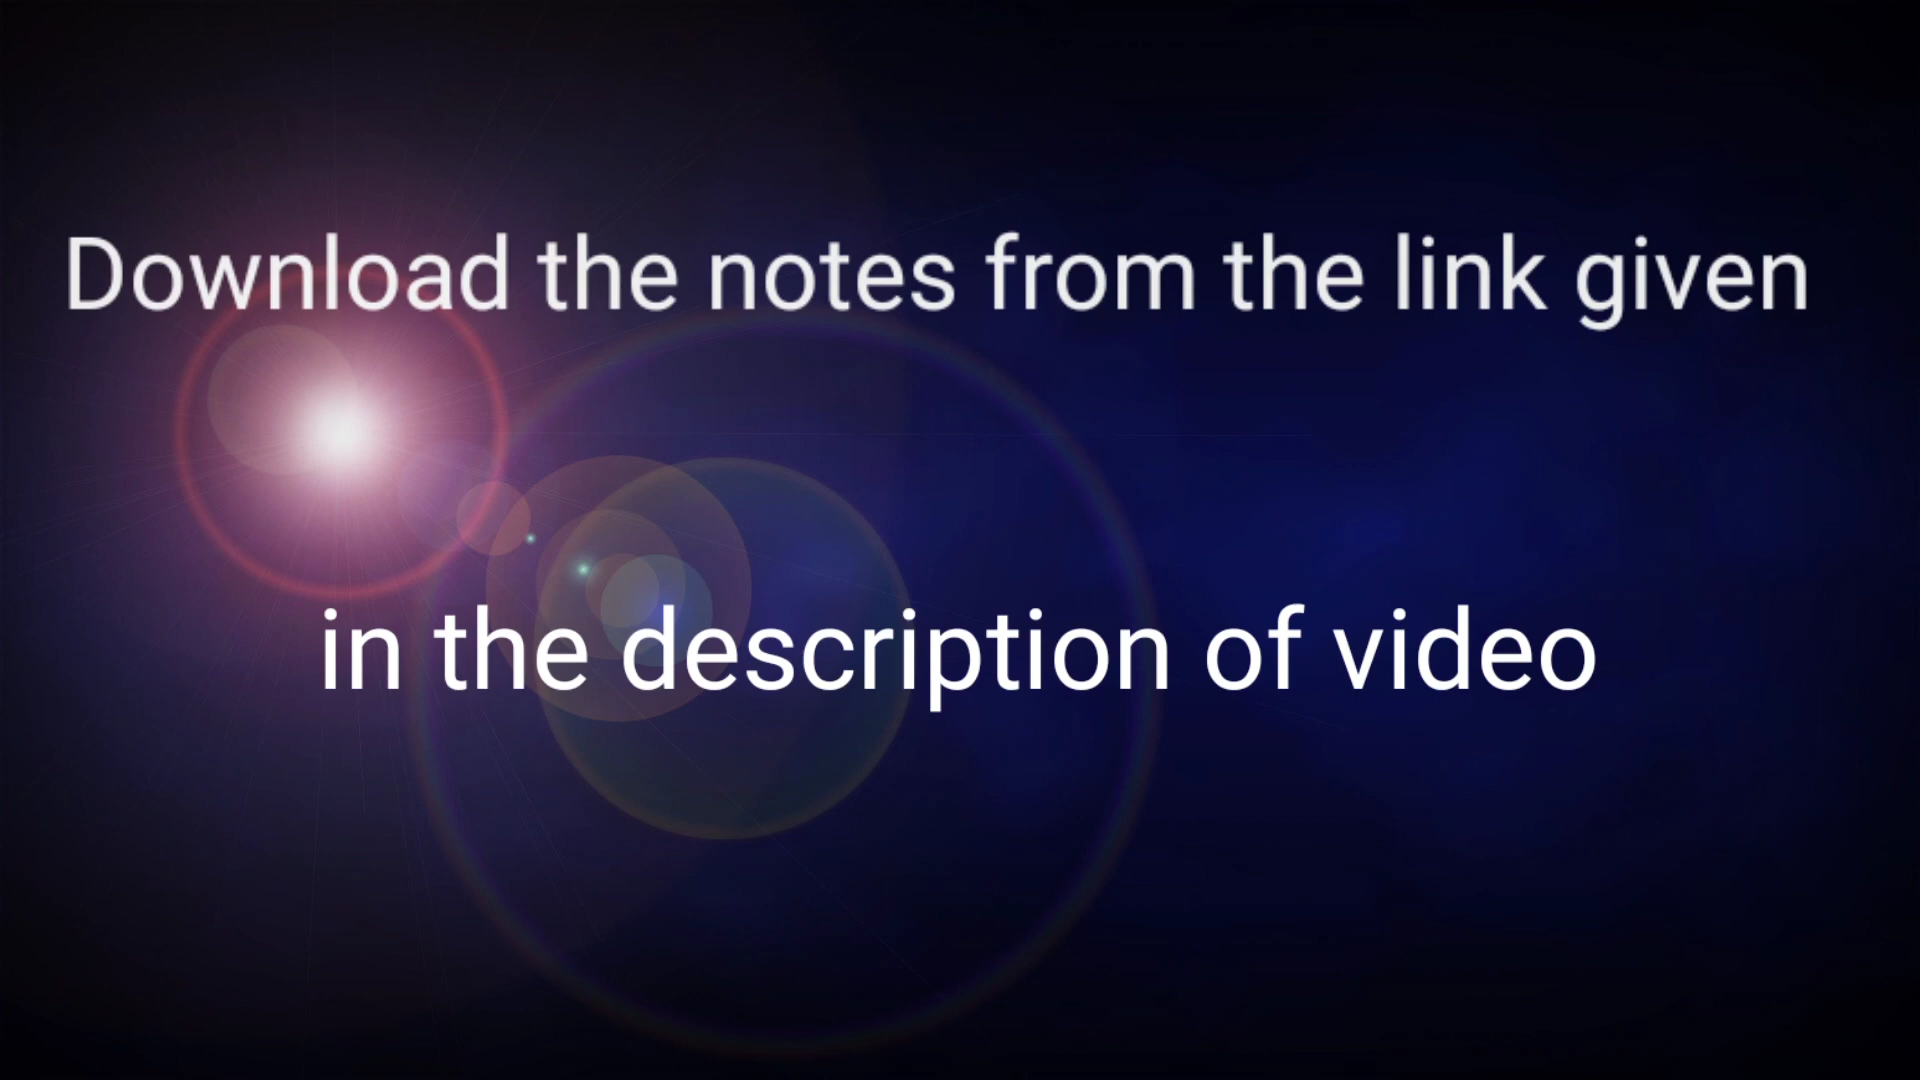 Download the notes from the link given
in the description of video